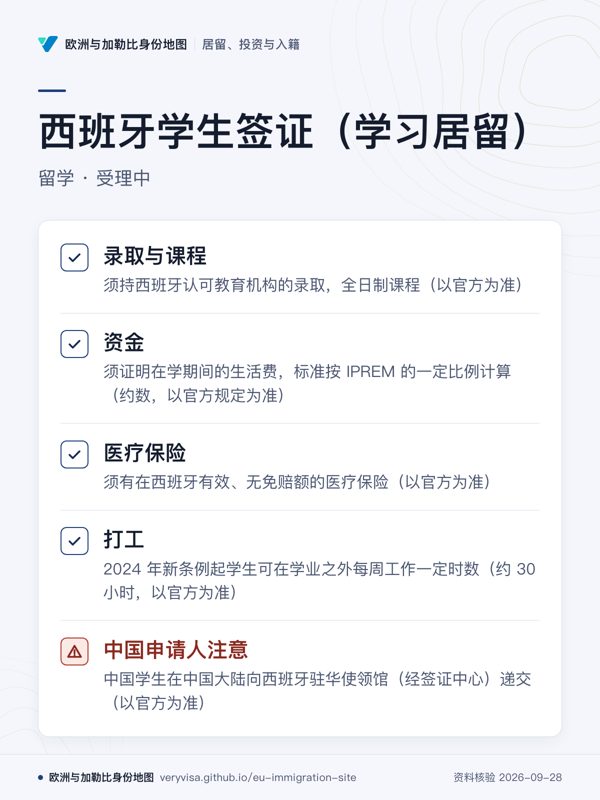 欧洲与加勒比身份地图 居留、投资与入籍
西班牙学生签证（学习居留）
留学 · 受理中
录取与课程
须持西班牙认可教育机构的录取，全日制课程（以官方为准）
资金
须证明在学期间的生活费，标准按 IPREM 的一定比例计算
（约数，以官方规定为准）
医疗保险
须有在西班牙有效、无免赔额的医疗保险（以官方为准）
打工
2024 年新条例起学生可在学业之外每周工作一定时数（约 30
小时，以官方为准）
中国申请人注意
中国学生在中国大陆向西班牙驻华使领馆（经签证中心）递交
（以官方为准）
欧洲与加勒比身份地图 veryvisa.github.io/eu-immigration-site 资料核验 2026-09-28